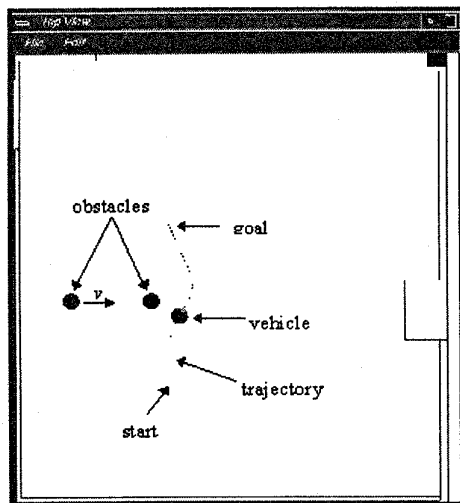 Top View
File Edit
obstacles
goal
v
vehicle
trajectory
start